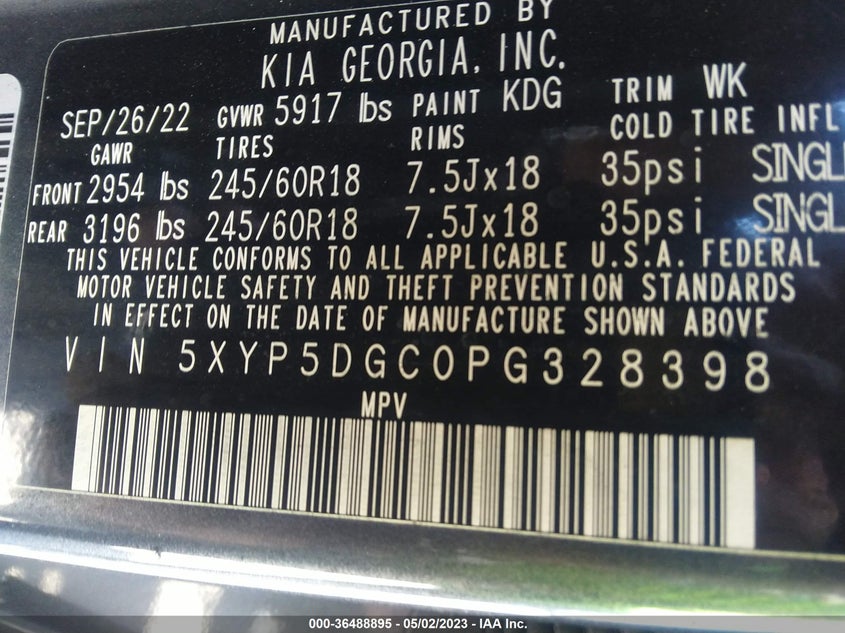 MANUFACTURED BY
KIA GEORGIA, INC.
SEP/26/22 GVWR 5917 lbs PAINT KDG TRIM WK
GAWR TIRES RIMS COLD TIRE INFL
FRONT 2954 lbs 245/60R18 7.5Jx18 35psi SINGL
REAR 3196 lbs 245/60R18 7.5Jx18 35psi SINGL
THIS VEHICLE CONFORMS TO ALL APPLICABLE U.S.A. FEDERAL
MOTOR VEHICLE SAFETY AND THEFT PREVENTION STANDARDS
IN EFFECT ON THE DATE OF MANUFACTURE SHOWN ABOVE
VIN 5XYP5DGC0PG328398
MPV
000-36488895 - 05/02/2023 - IAA Inc.